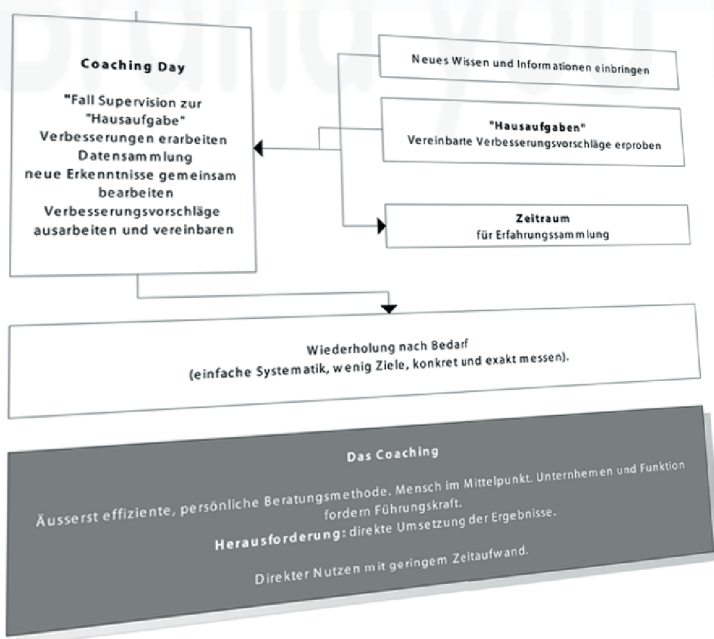 Brand you
Coaching Day
"Fall Supervision zur
"Hausaufgabe"
Verbesserungen erarbeiten
Datensammlung
neue Erkenntnisse gemeinsam
bearbeiten
Verbesserungsvorschläge
ausarbeiten und vereinbaren
Neues Wissen und Informationen einbringen
"Hausaufgaben"
Vereinbarte Verbesserungsvorschläge erproben
Zeitraum
für Erfahrungssammlung
Wiederholung nach Bedarf
(einfache Systematik, wenig Ziele, konkret und exakt messen).
Das Coaching
Äusserst effiziente, persönliche Beratungsmethode. Mensch im Mittelpunkt. Unternhemen und Funktion
fordern Führungskraft.
Herausforderung: direkte Umsetzung der Ergebnisse.
Direkter Nutzen mit geringem Zeitaufwand.